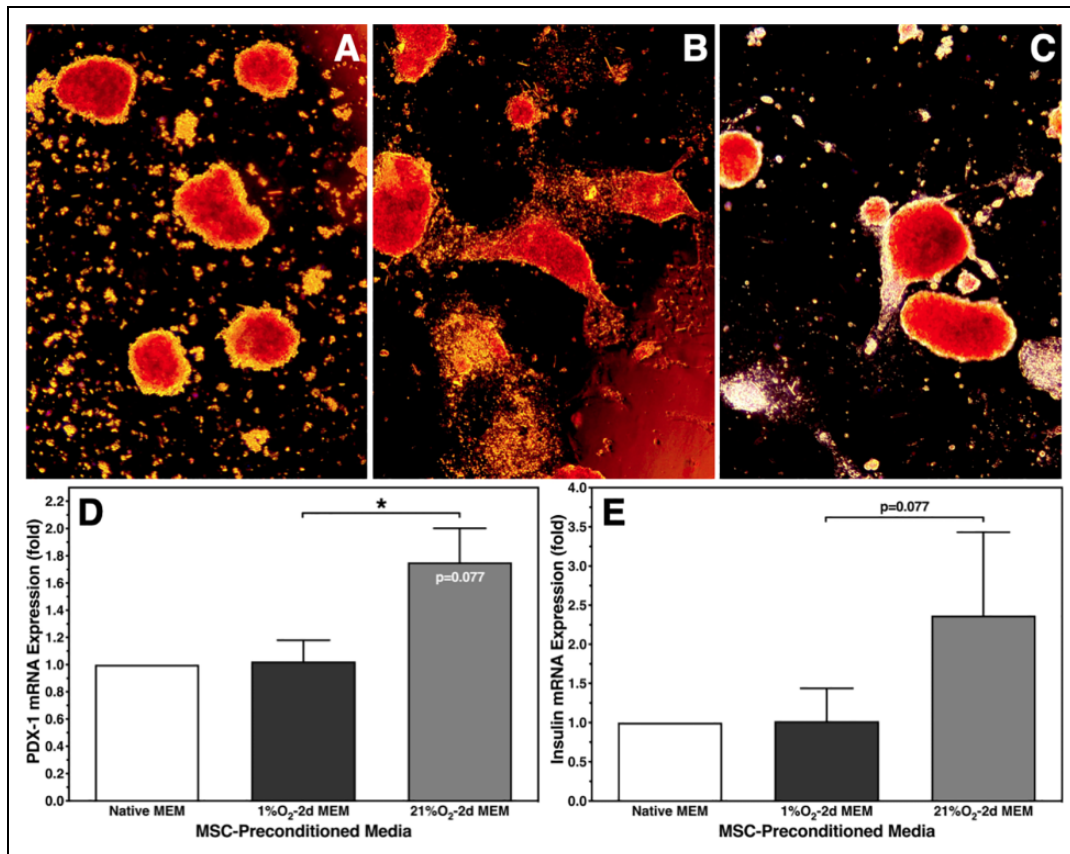 A
B
C
D
PDX-1 mRNA Expression (fold)
2.2
2.0
1.8
1.6
1.4
1.2
1.0
0.8
0.6
0.4
0.2
0.0
*
p=0.077
Native MEM
1%O₂-2d MEM
21%O₂-2d MEM
MSC-Preconditioned Media
E
Insulin mRNA Expression (fold)
4.0
3.5
3.0
2.5
2.0
1.5
1.0
0.5
0.0
p=0.077
Native MEM
1%O₂-2d MEM
21%O₂-2d MEM
MSC-Preconditioned Media